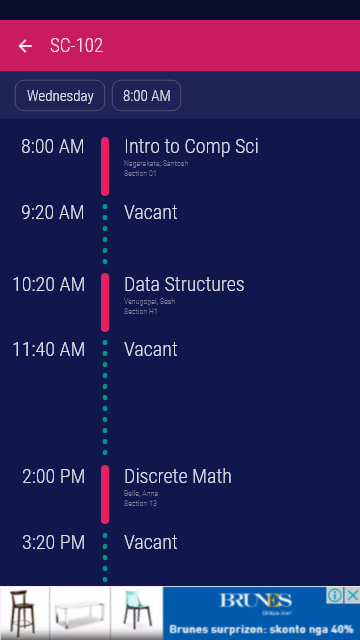 SC-102
Wednesday
8:00 AM
8:00 AM
Intro to Comp Sci
Nagarakate, Santosh
Section 01
9:20 AM
Vacant
10:20 AM
Data Structures
Venugopal, Sesh
Section H1
11:40 AM
Vacant
2:00 PM
Discrete Math
Belle, Anna
Section 13
3:20 PM
Vacant
BRUNES
Brunes surprizon: skonto nga 40%